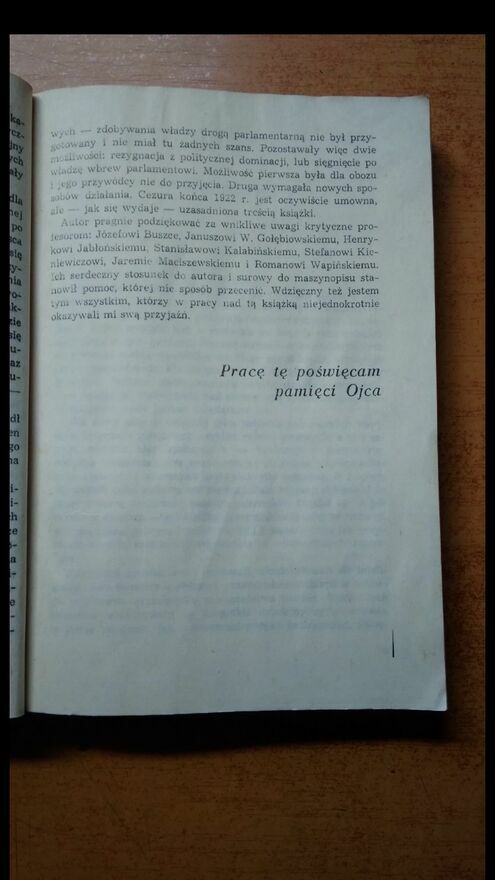 wych — zdobywania władzy drogą parlamentarną nie był przy-
gotowany i nie miał tu żadnych szans. Pozostawały więc dwie
możliwości: rezygnacja z politycznej dominacji, lub sięgnięcie po
władzę wbrew parlamentowi. Możliwość pierwsza była dla obozu
i jego przywódcy nie do przyjęcia. Druga wymagała nowych spo-
sobów działania. Cezura końca 1922 r. jest oczywiście umowna,
ale — jak się wydaje — uzasadniona treścią książki.
Autor pragnie podziękować za wnikliwe uwagi krytyczne pro-
fesorom: Józefowi Buszce, Januszowi W. Gołębiowskiemu, Henry-
kowi Jabłońskiemu, Stanisławowi Kalabińskiemu, Stefanowi Kie-
niewiczowi, Jaremie Maciszewskiemu i Romanowi Wapińskiemu.
Ich serdeczny stosunek do autora i surowy do maszynopisu sta-
nowił pomoc, której nie sposób przecenić. Wdzięczny też jestem
tym wszystkim, którzy w pracy nad tą książką niejednokrotnie
okazywali mi swą przyjaźń.
Pracę tę poświęcam
pamięci Ojca